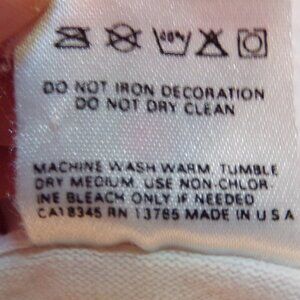 DO NOT IRON DECORATION
DO NOT DRY CLEAN
MACHINE WASH WARM, TUMBLE
DRY MEDIUM, USE NON-CHLOR-
INE BLEACH ONLY IF NEEDED
CA18345 RN 13765 MADE IN U S A